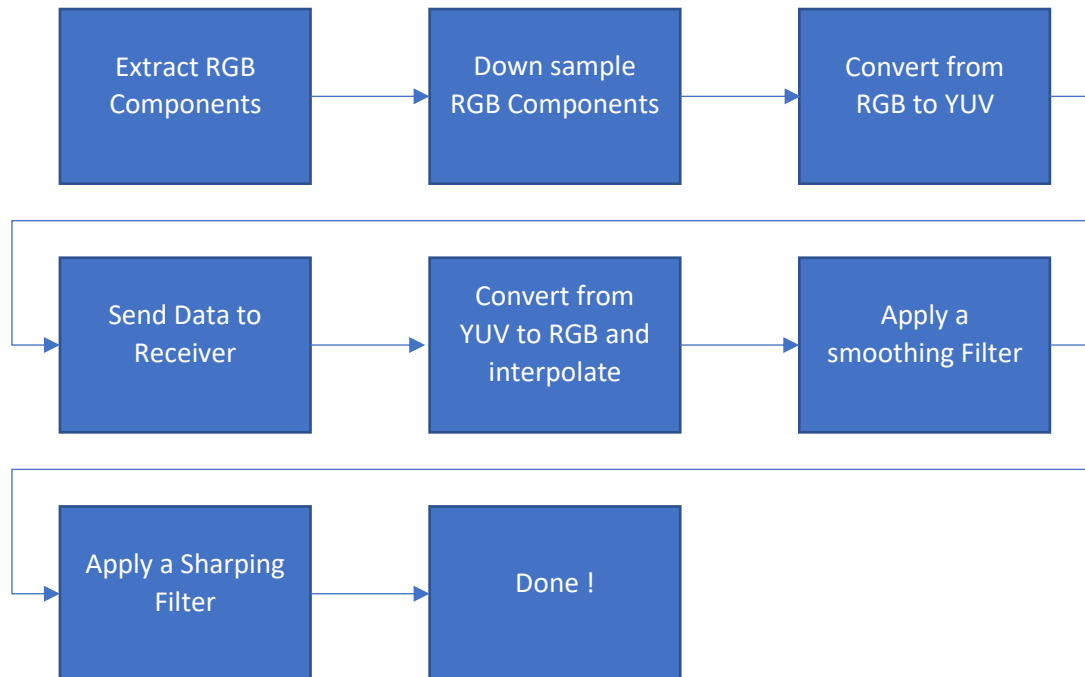 Extract RGB
Components
Down sample
RGB Components
Convert from
RGB to YUV
Send Data to
Receiver
Convert from
YUV to RGB and
interpolate
Apply a
smoothing Filter
Apply a Sharping
Filter
Done !